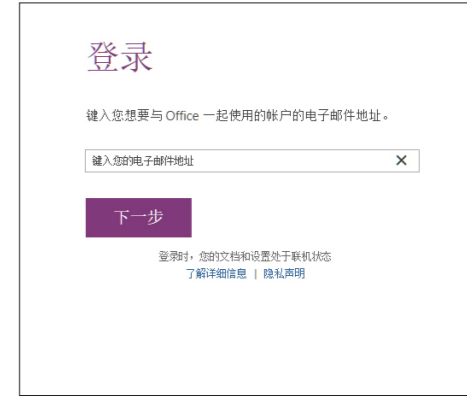 登录
键入您想要与 Office 一起使用的帐户的电子邮件地址。
键入您的电子邮件地址
下一步
登录时，您的文档和设置处于联机状态
了解详细信息 | 隐私声明